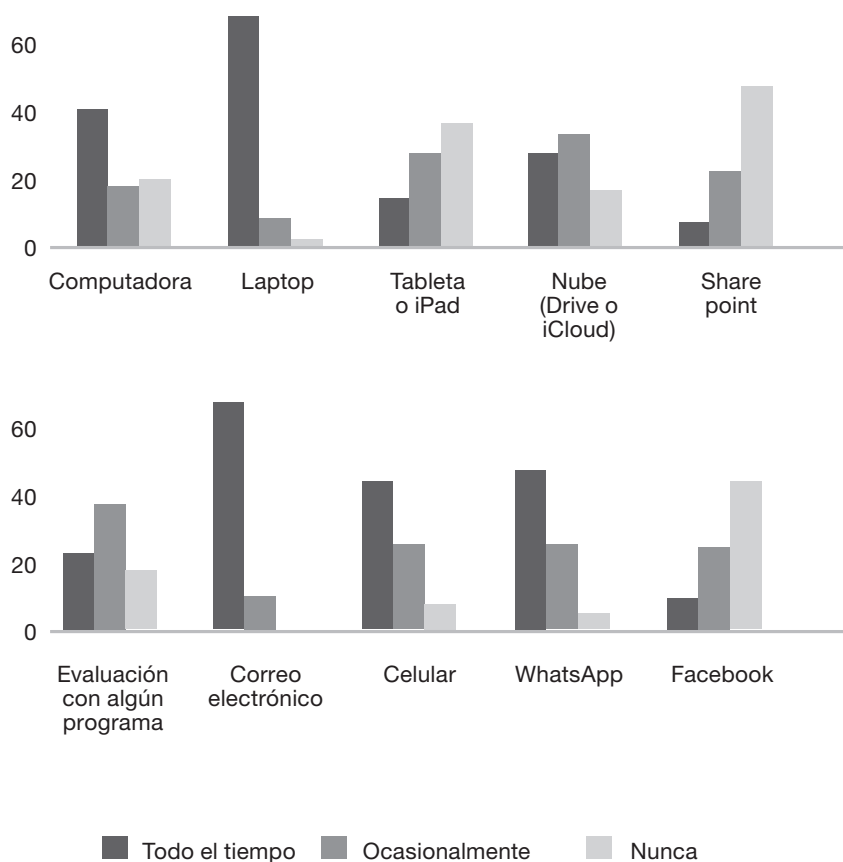 60
40
20
0
Computadora Laptop Tableta Nube Share
o iPad (Drive o point
iCloud)
60
40
20
0
Evaluación Correo Celular WhatsApp Facebook
con algún electrónico
programa
Todo el tiempo Ocasionalmente Nunca